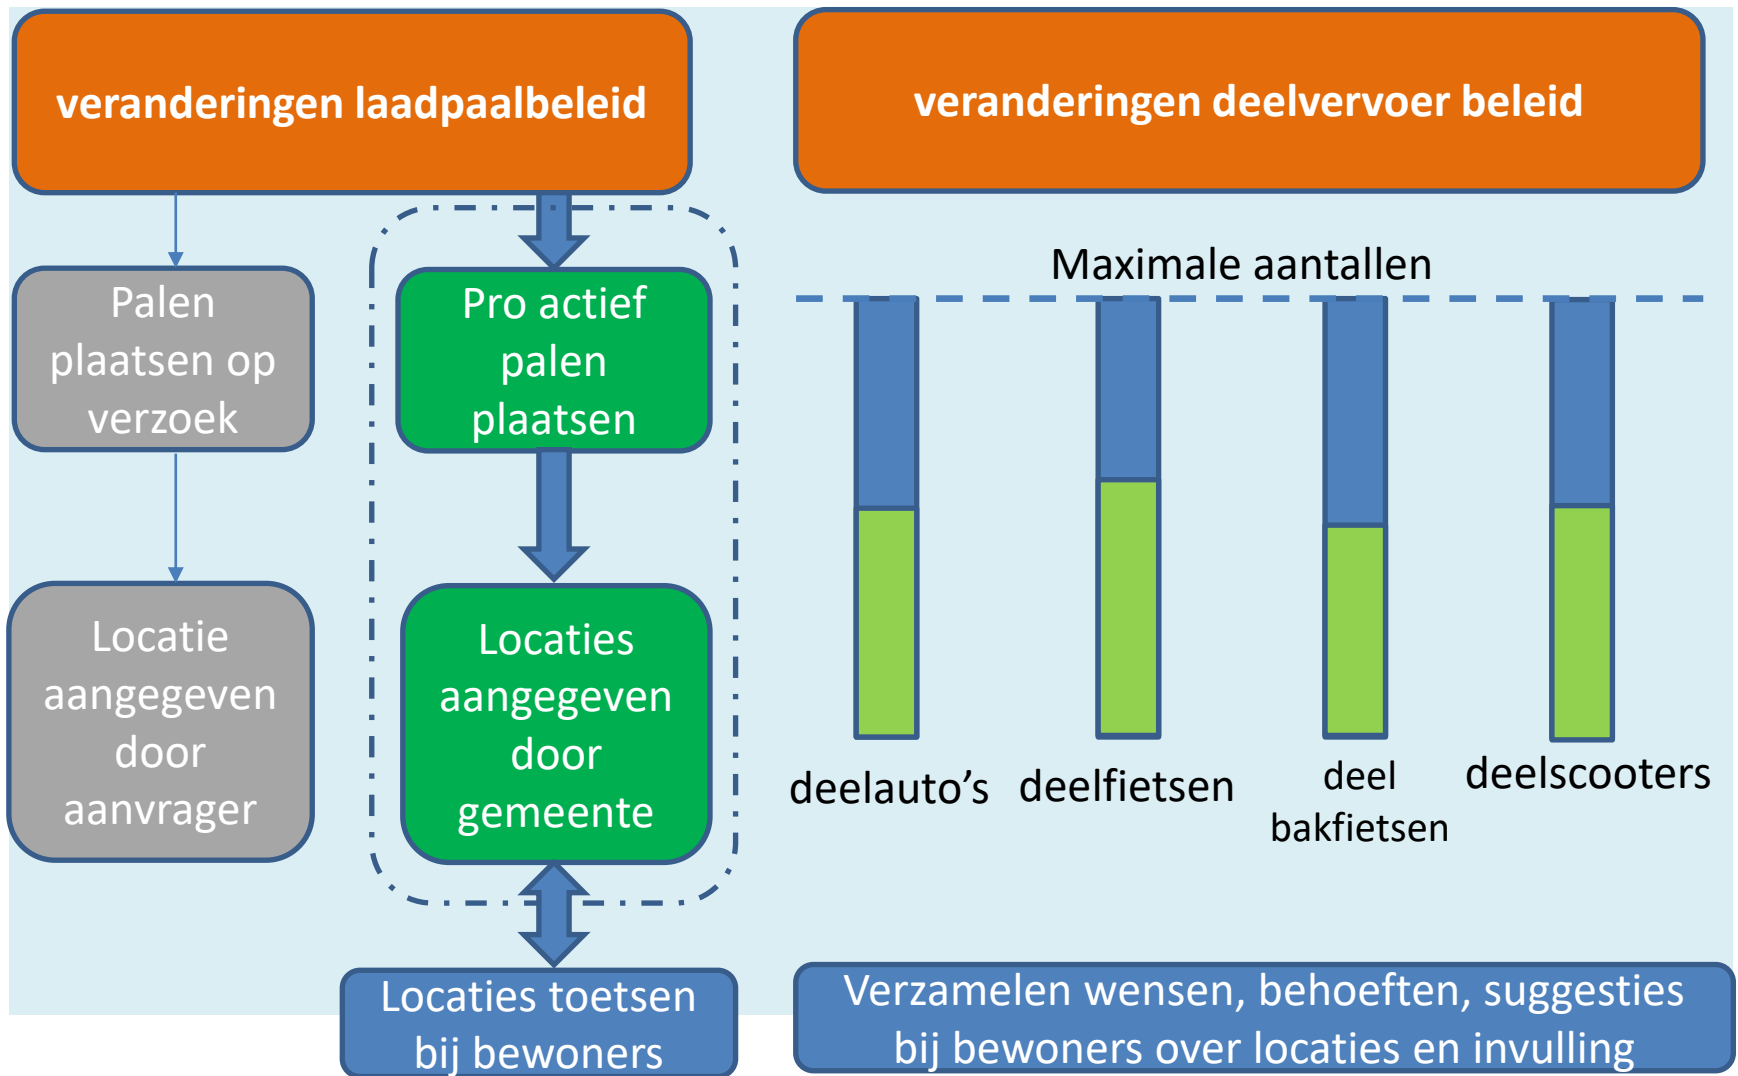 veranderingen laadpaalbeleid
Palen
plaatsen op
verzoek
Locatie
aangegeven
door
aanvrager
Pro actief
palen
plaatsen
Locaties
aangegeven
door
gemeente
Locaties toetsen
bij bewoners
veranderingen deelvervoer beleid
Maximale aantallen
deelauto’s
deelfietsen
deel
bakfietsen
deelscooters
Verzamelen wensen, behoeften, suggesties
bij bewoners over locaties en invulling